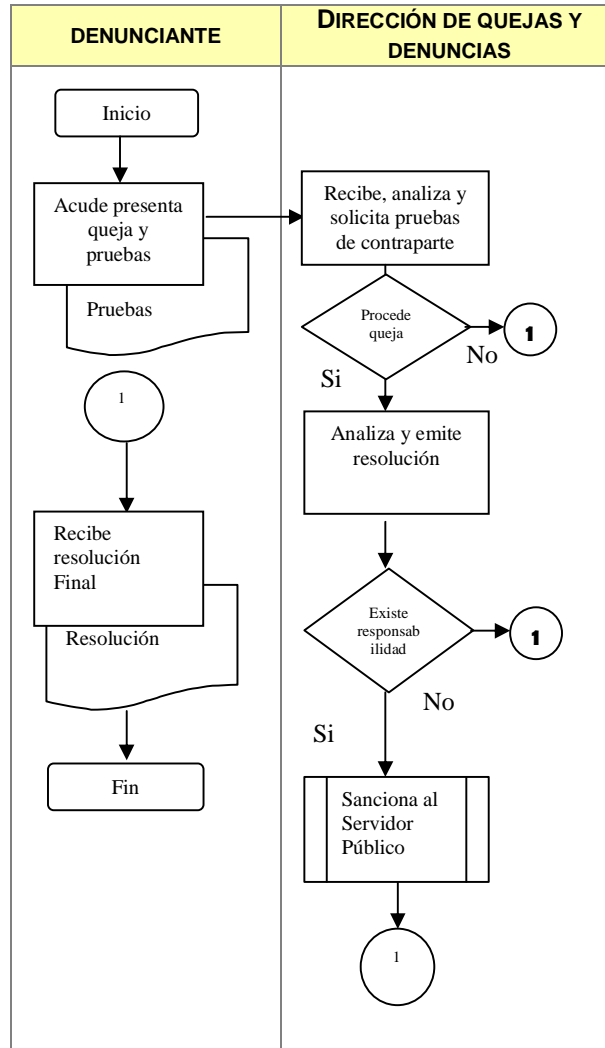 DENUNCIANTE
DIRECCIÓN DE QUEJAS Y
DENUNCIAS
Inicio
Acude presenta
queja y
pruebas
Pruebas
1
Recibe
resolución
Final
Resolución
Fin
Recibe, analiza y
solicita pruebas
de contraparte
Procede
queja
1
No
Si
Analiza y emite
resolución
Existe
responsab
ilidad
1
No
Si
Sanciona al
Servidor
Público
1